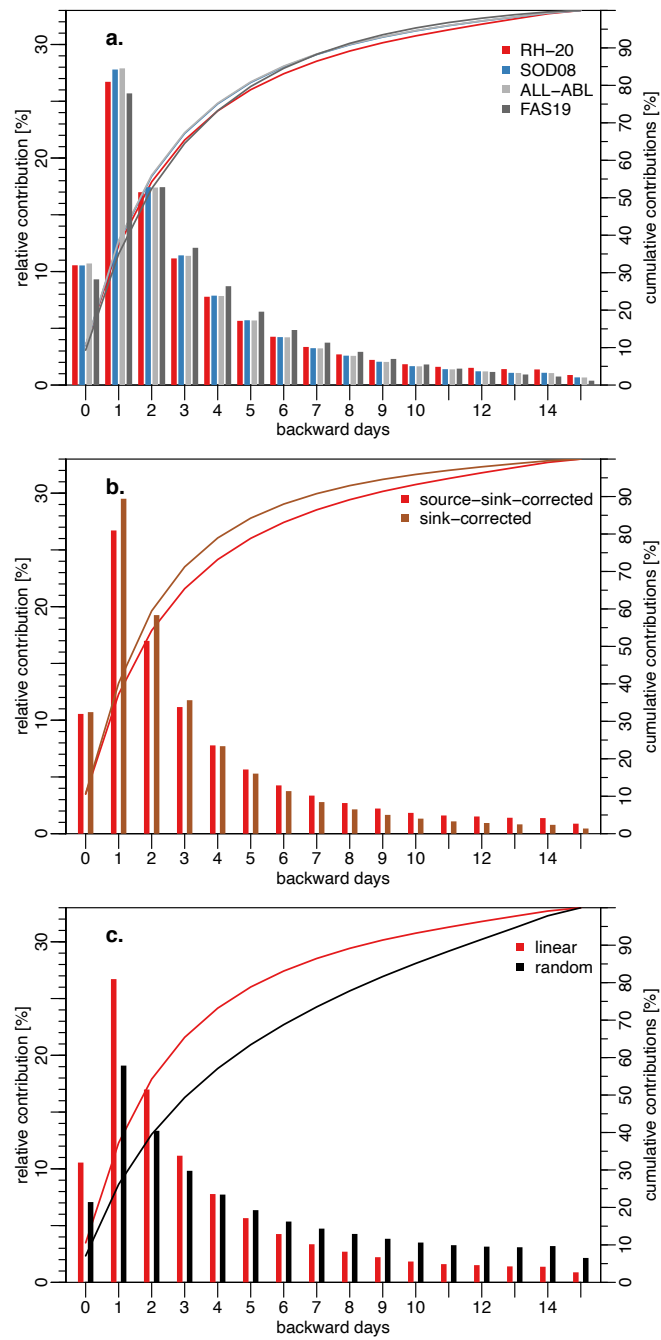 a.
RH−20
SOD08
ALL−ABL
FAS19
relative contribution [%]
0 10 20 30
cumulative contributions [%]
0 10 20 30 40 50 60 70 80 90
0 1 2 3 4 5 6 7 8 9 10 12 14
backward days
b.
source−sink−corrected
sink−corrected
relative contribution [%]
0 10 20 30
cumulative contributions [%]
0 10 20 30 40 50 60 70 80 90
0 1 2 3 4 5 6 7 8 9 10 12 14
backward days
c.
linear
random
relative contribution [%]
0 10 20 30
cumulative contributions [%]
0 10 20 30 40 50 60 70 80 90
0 1 2 3 4 5 6 7 8 9 10 12 14
backward days